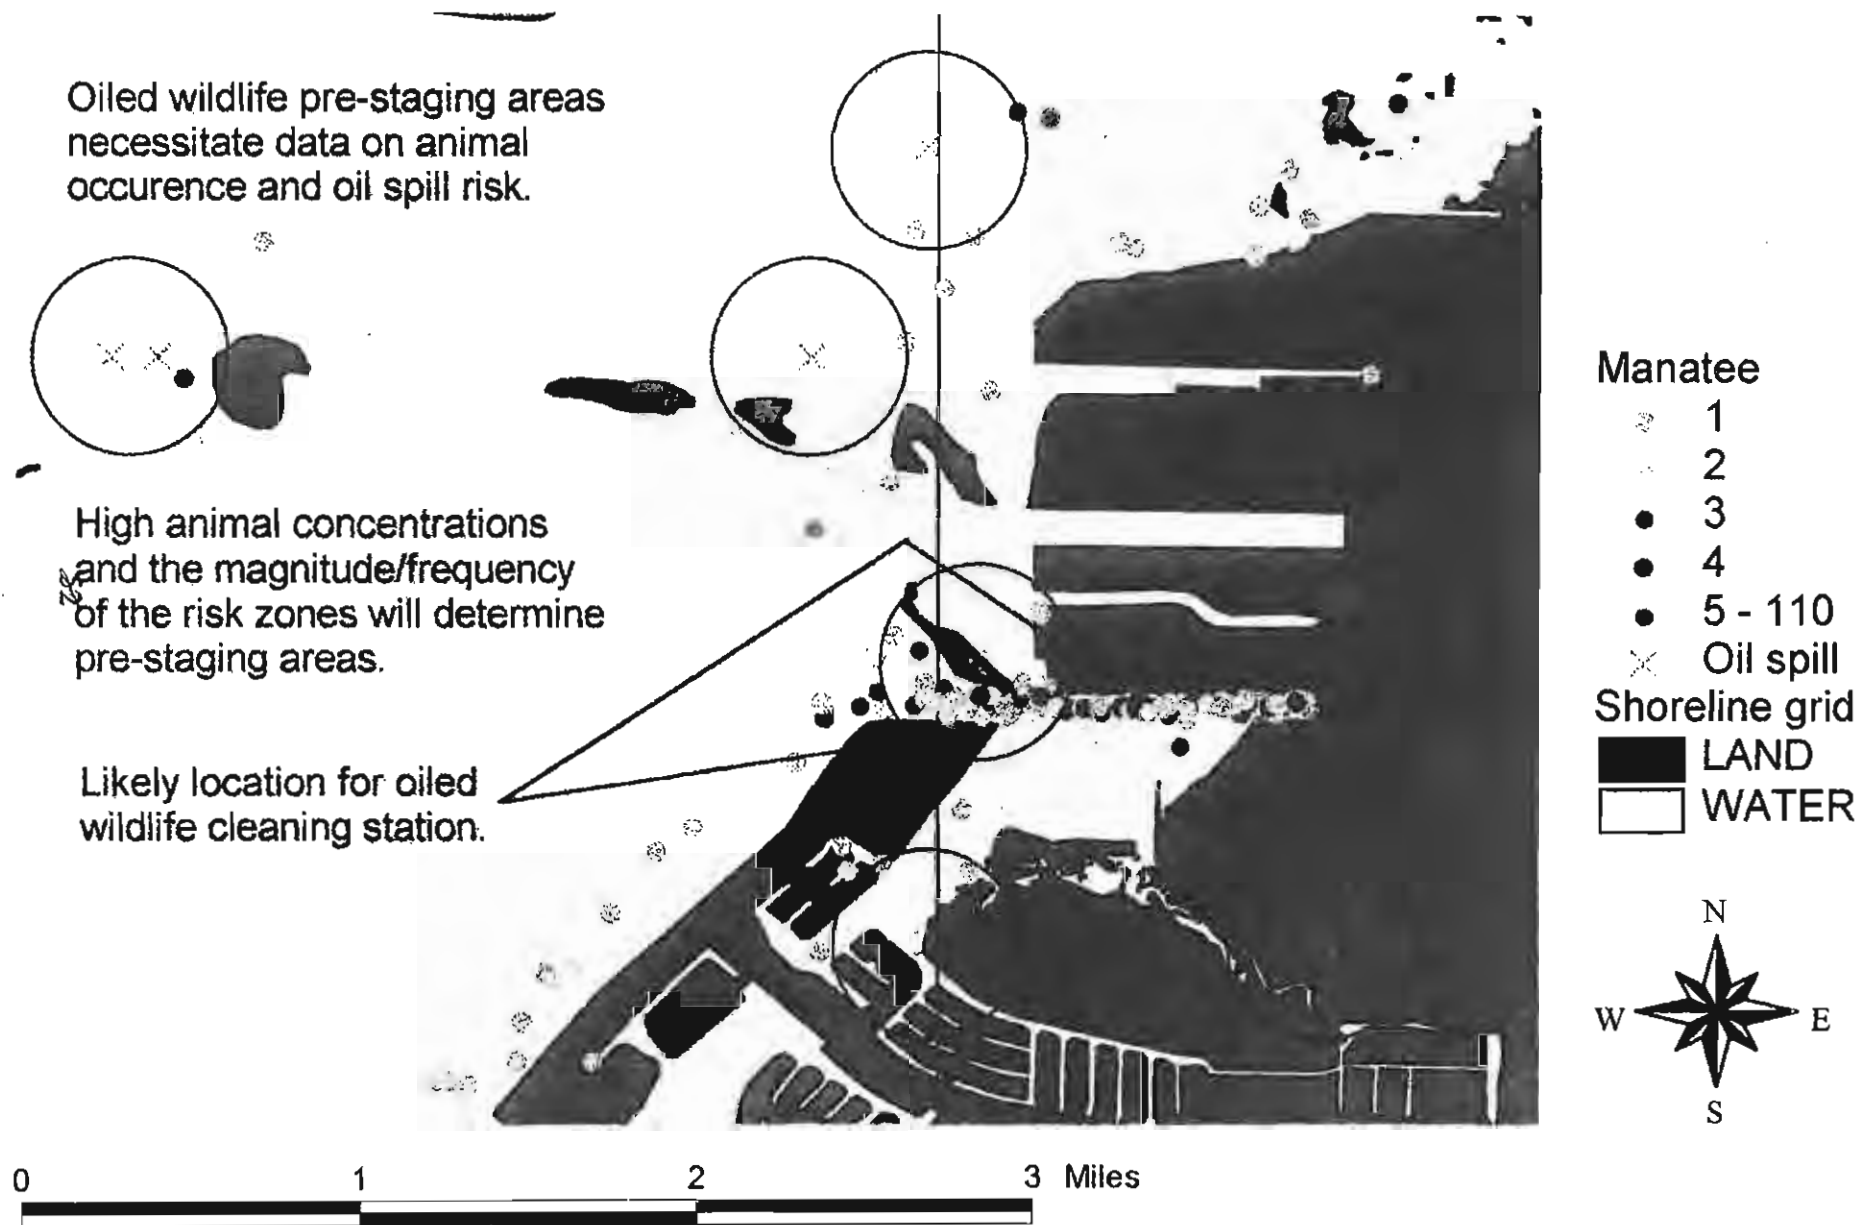 Oiled wildlife pre-staging areas
necessitate data on animal
occurence and oil spill risk.
High animal concentrations
and the magnitude/frequency
of the risk zones will determine
pre-staging areas.
Likely location for oiled
wildlife cleaning station.
Manatee
1
2
3
4
5 - 110
Oil spill
Shoreline grid
LAND
WATER
N
W E
S
0 1 2 3 Miles